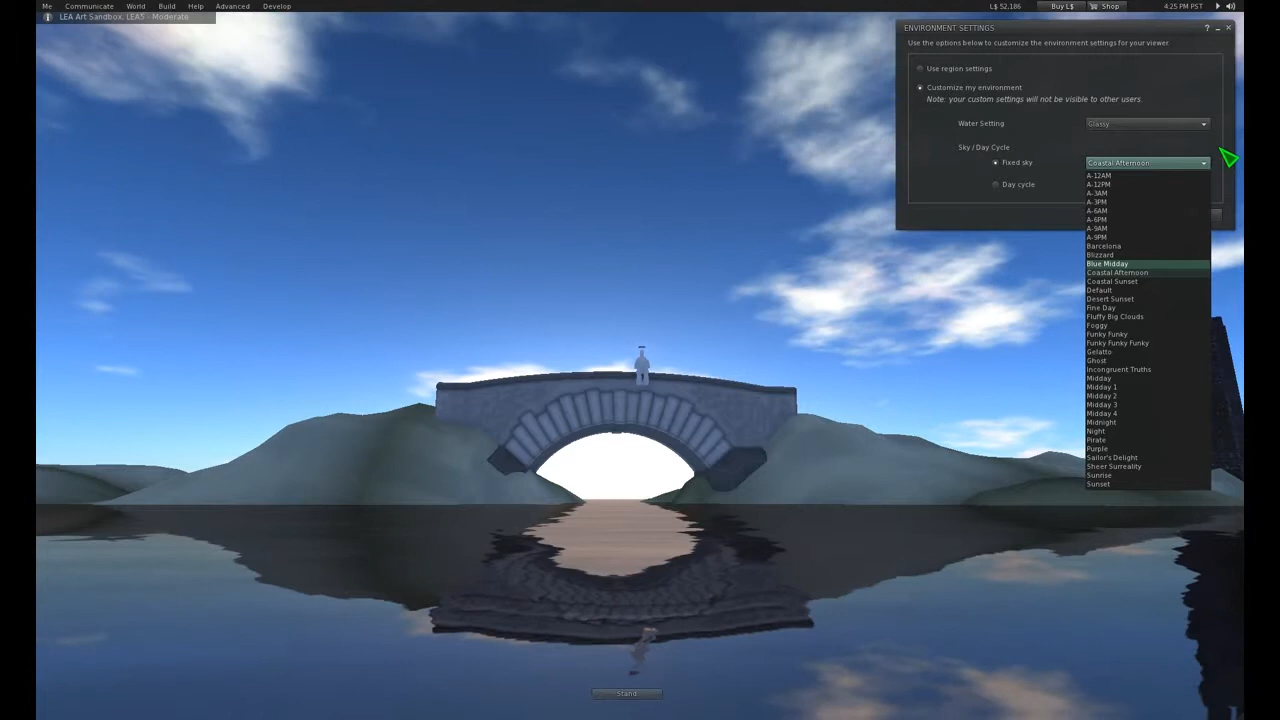 Me Communicate World Build Help Advanced Develop L$ 52,186 Buy L$ Shop 4:25 PM PST
i LEA Art Sandbox, LEA5 - Moderate
ENVIRONMENT SETTINGS ?
Use the options below to customize the environment settings for your viewer.
Use region settings
Customize my environment
Note: your custom settings will not be visible to other users.
Water Setting Glassy
Sky / Day Cycle
Fixed sky Coastal Afternoon
Day cycle
A-12AM
A-12PM
A-3AM
A-3PM
A-6AM
A-6PM
A-9AM
A-9PM
Barcelona
Blizzard
Blue Midday
Coastal Afternoon
Coastal Sunset
Default
Desert Sunset
Fine Day
Fluffy Big Clouds
Foggy
Funky Funky
Funky Funky Funky
Gelatto
Ghost
Incongruent Truths
Midday
Midday 1
Midday 2
Midday 3
Midday 4
Midnight
Night
Pirate
Purple
Sailor's Delight
Sheer Surreality
Sunrise
Sunset
Stand